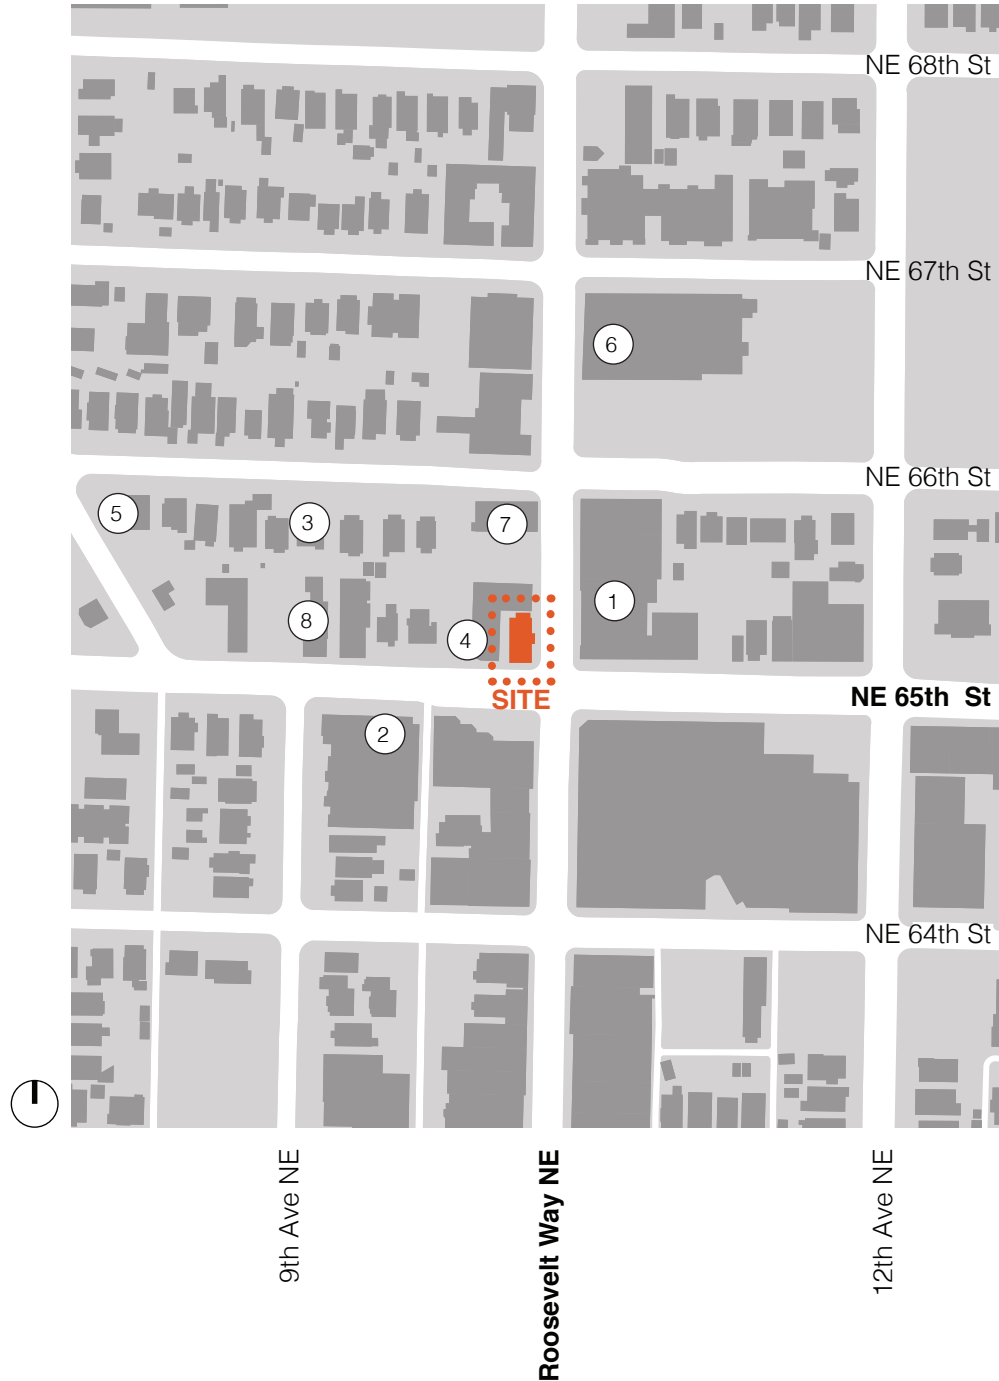 NE 68th St
NE 67th St
6
NE 66th St
5
3
7
1
8
4
SITE
NE 65th St
2
NE 64th St
9th Ave NE
Roosevelt Way NE
12th Ave NE